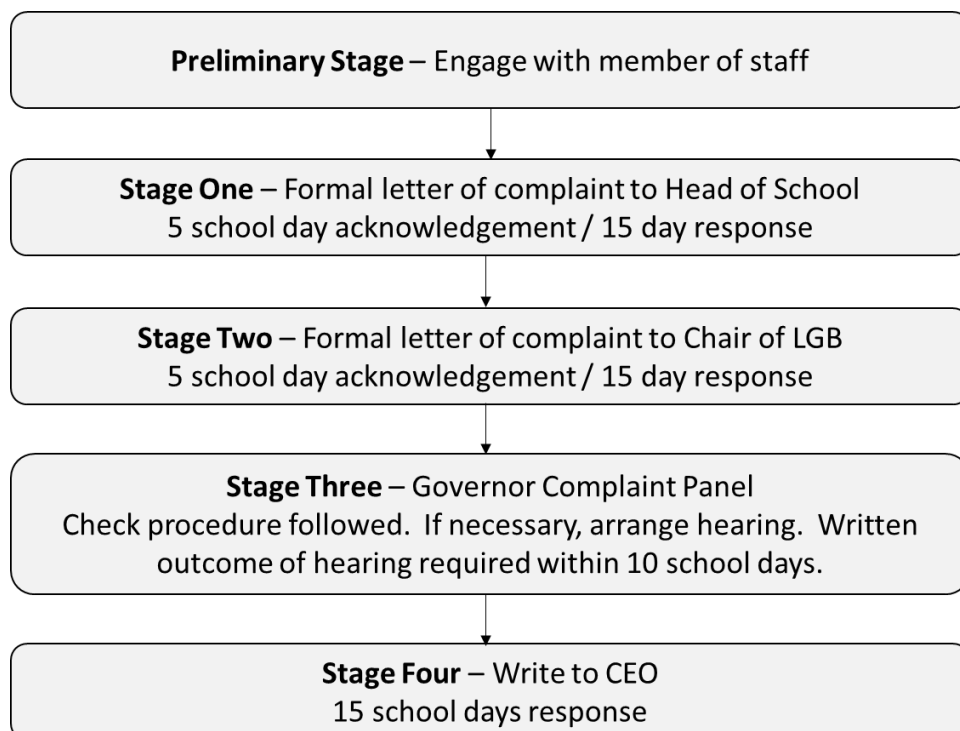 Preliminary Stage – Engage with member of staff
Stage One – Formal letter of complaint to Head of School
5 school day acknowledgement / 15 day response
Stage Two – Formal letter of complaint to Chair of LGB
5 school day acknowledgement / 15 day response
Stage Three – Governor Complaint Panel
Check procedure followed.  If necessary, arrange hearing.  Written
outcome of hearing required within 10 school days.
Stage Four – Write to CEO
15 school days response